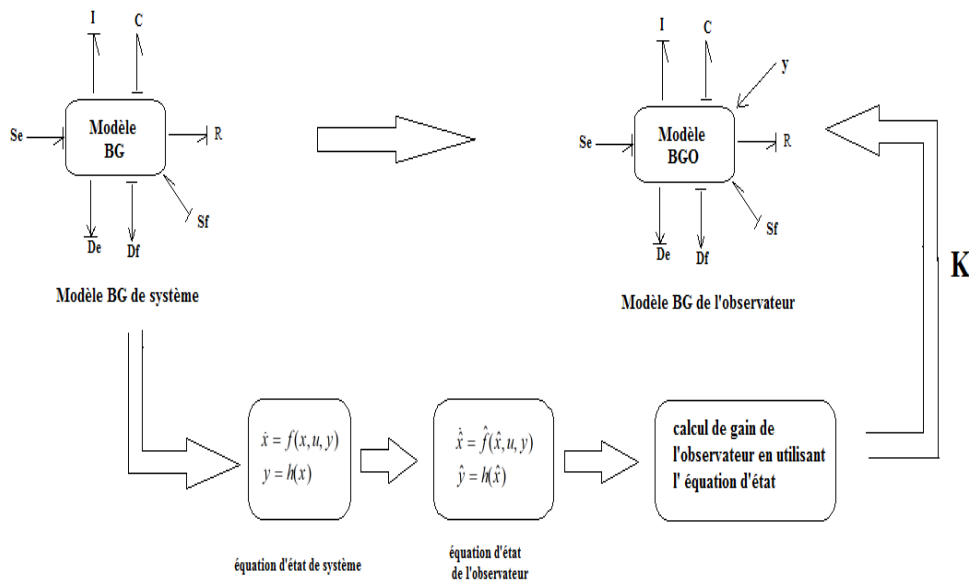 I
C
Se
Modèle
BG
R
De
Df
Sf
Modèle BG de système
I
C
y
Se
Modèle
BGO
R
De
Df
Sf
Modèle BG de l'observateur
K
ẋ = f(x,u,y)
y = h(x)
équation d'état de système
x̂̇ = f̂(x̂,u,y)
ŷ = h(x̂)
équation d'état
de l'observateur
calcul de gain de
l'observateur en utilisant
l' équation d'état